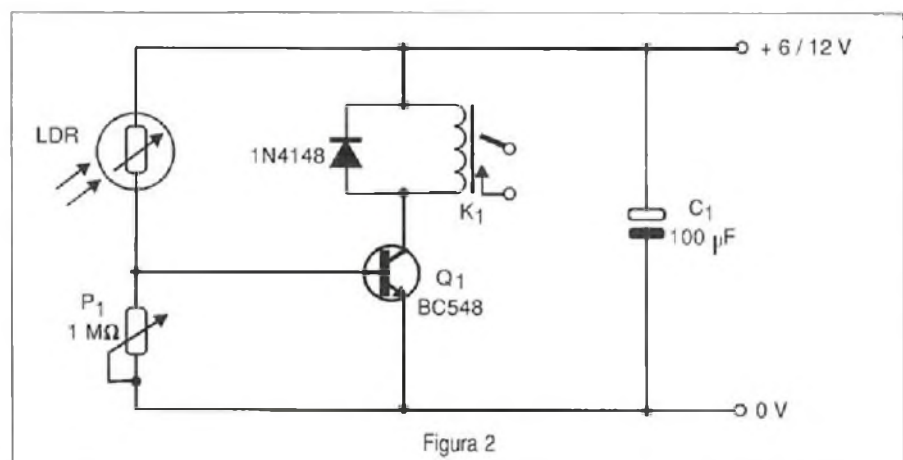 + 6 / 12 V
LDR
1N4148
K1
C1
100 µF
Q1
BC548
P1
1 MΩ
0 V
Figura 2